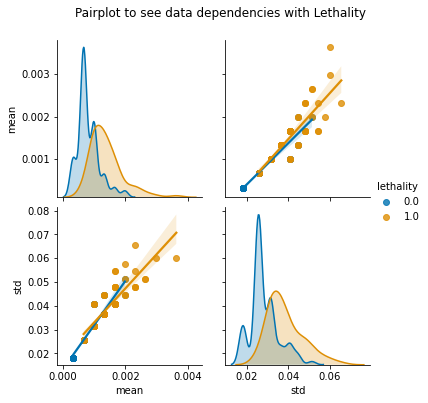 Pairplot to see data dependencies with Lethality
mean
0.003
0.002
0.001
lethality
0.0
1.0
std
0.08
0.07
0.06
0.05
0.04
0.03
0.02
0.000 0.002 0.004
mean
0.02 0.04 0.06
std